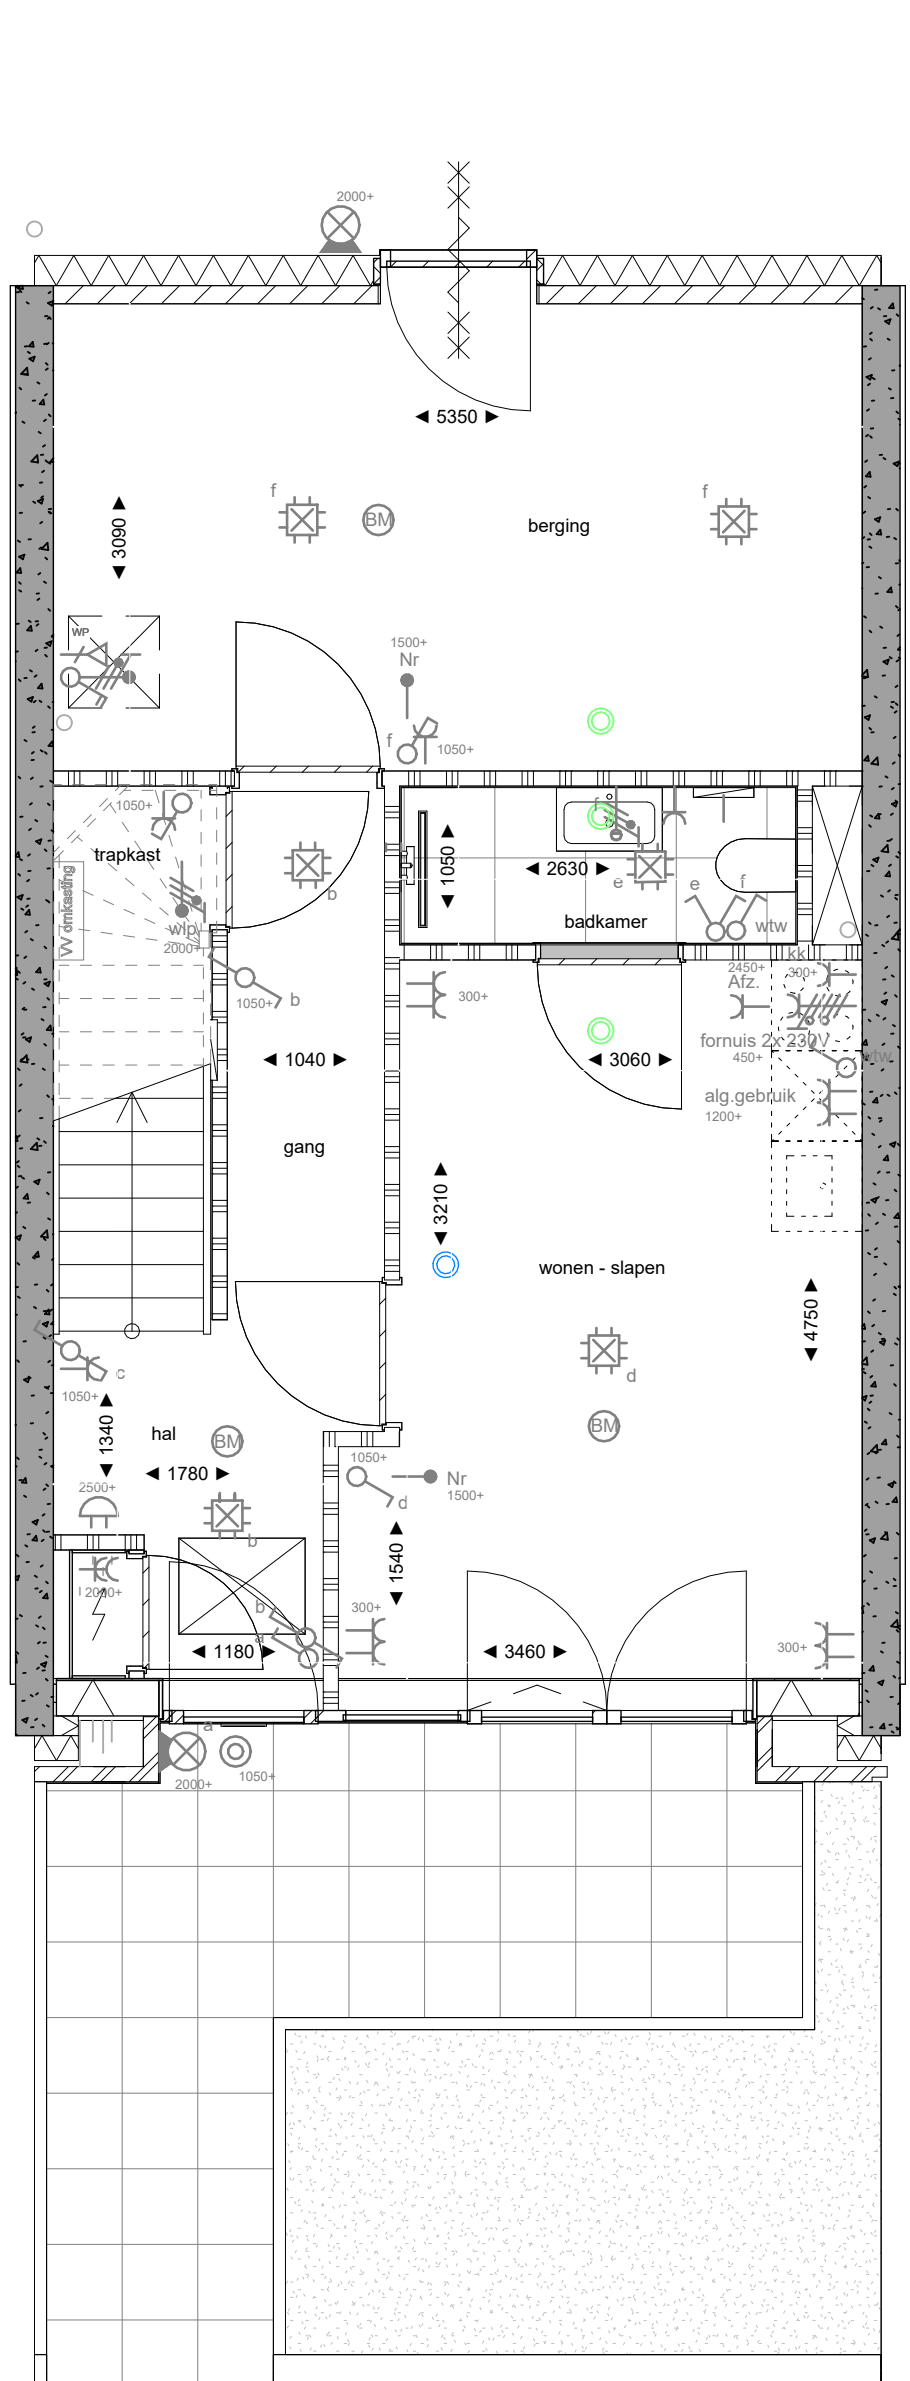 2000+
5350
3090
f
BM
f
berging
WP
1500+
Nr
f
1050+
1050+
trapkast
VV omkasting
wlp
2000+
b
1050+
b
1050
2630
f
e
badkamer
e
f
wtw
300+
2450+
Afz.
kk
300+
fornuis 2x 230V
450+
wtw
alg.gebruik
1200+
1040
3060
gang
3210
wonen - slapen
4750
d
BM
c
1050+
1340
hal
BM
1780
2500+
b
1050+
d
Nr
1500+
1540
2000+
b
a
300+
1180
3460
300+
a
2000+
1050+